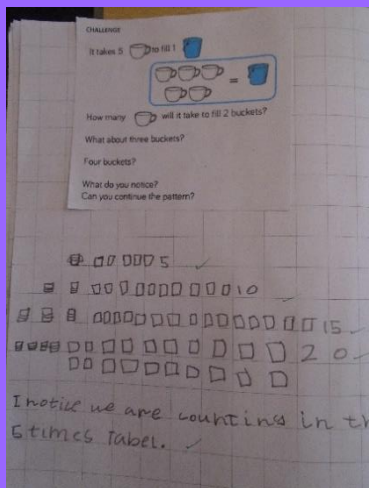 CHALLENGE
It takes 5 to fill 1
=
How many will it take to fill 2 buckets?
What about three buckets?
Four buckets?
What do you notice?
Can you continue the pattern?
5
10
15
20
I notice we are counting in th
5 times tabel.